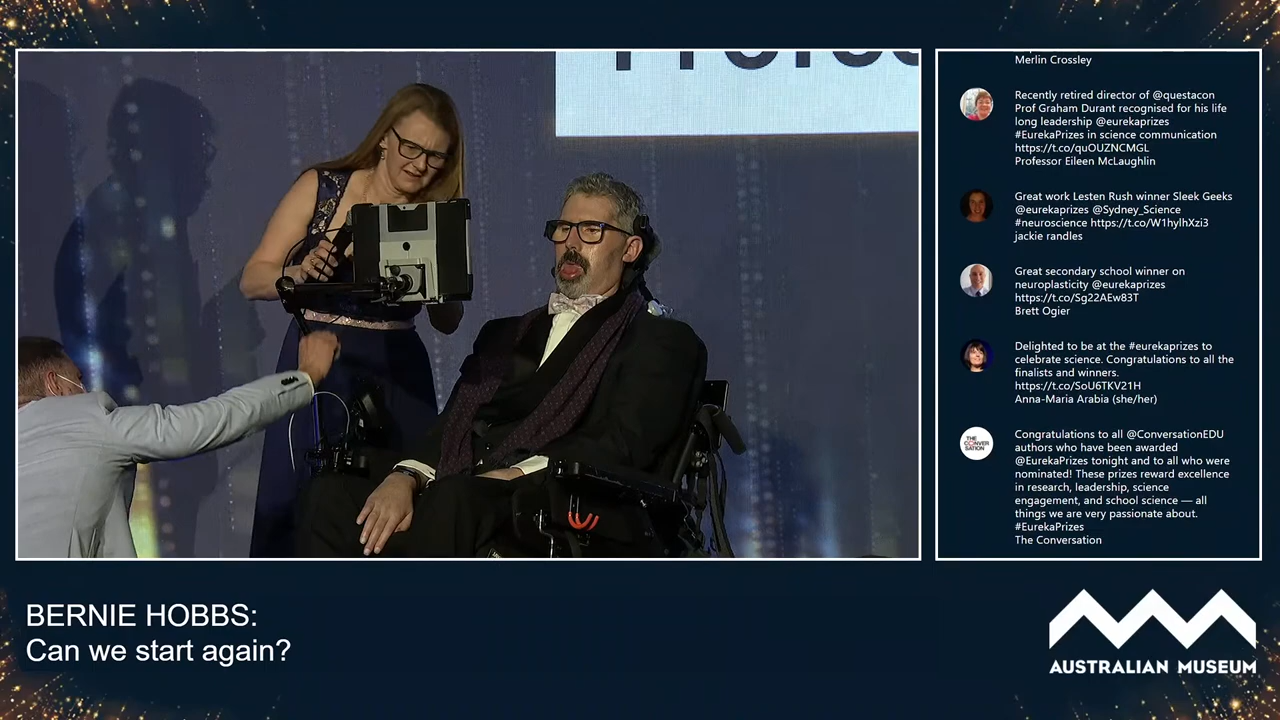 Profess
Merlin Crossley
Recently retired director of @questacon
Prof Graham Durant recognised for his life
long leadership @eurekaprizes
#EurekaPrizes in science communication
https://t.co/quOUZNCMGL
Professor Eileen McLaughlin
Great work Lesten Rush winner Sleek Geeks
@eurekaprizes @Sydney_Science
#neuroscience https://t.co/W1hylhXzi3
jackie randles
Great secondary school winner on
neuroplasticity @eurekaprizes
https://t.co/Sg22AEw83T
Brett Ogier
Delighted to be at the #eurekaprizes to
celebrate science. Congratulations to all the
finalists and winners.
https://t.co/SoU6TKV21H
Anna-Maria Arabia (she/her)
THE
CONVER
SATION
Congratulations to all @ConversationEDU
authors who have been awarded
@EurekaPrizes tonight and to all who were
nominated! These prizes reward excellence
in research, leadership, science
engagement, and school science — all
things we are very passionate about.
#EurekaPrizes
The Conversation
BERNIE HOBBS:
Can we start again?
AUSTRALIAN MUSEUM